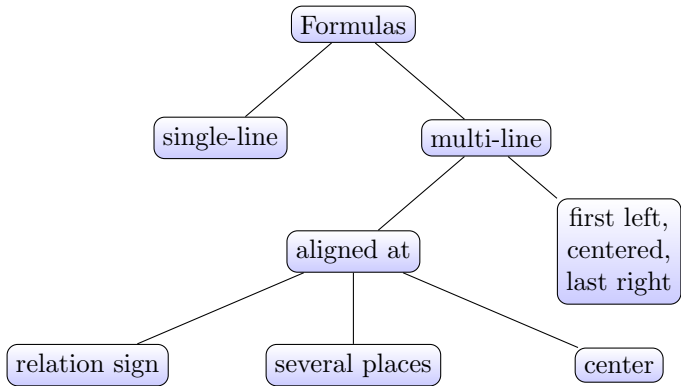 Formulas
single-line
multi-line
aligned at
first left,
centered,
last right
relation sign
several places
center